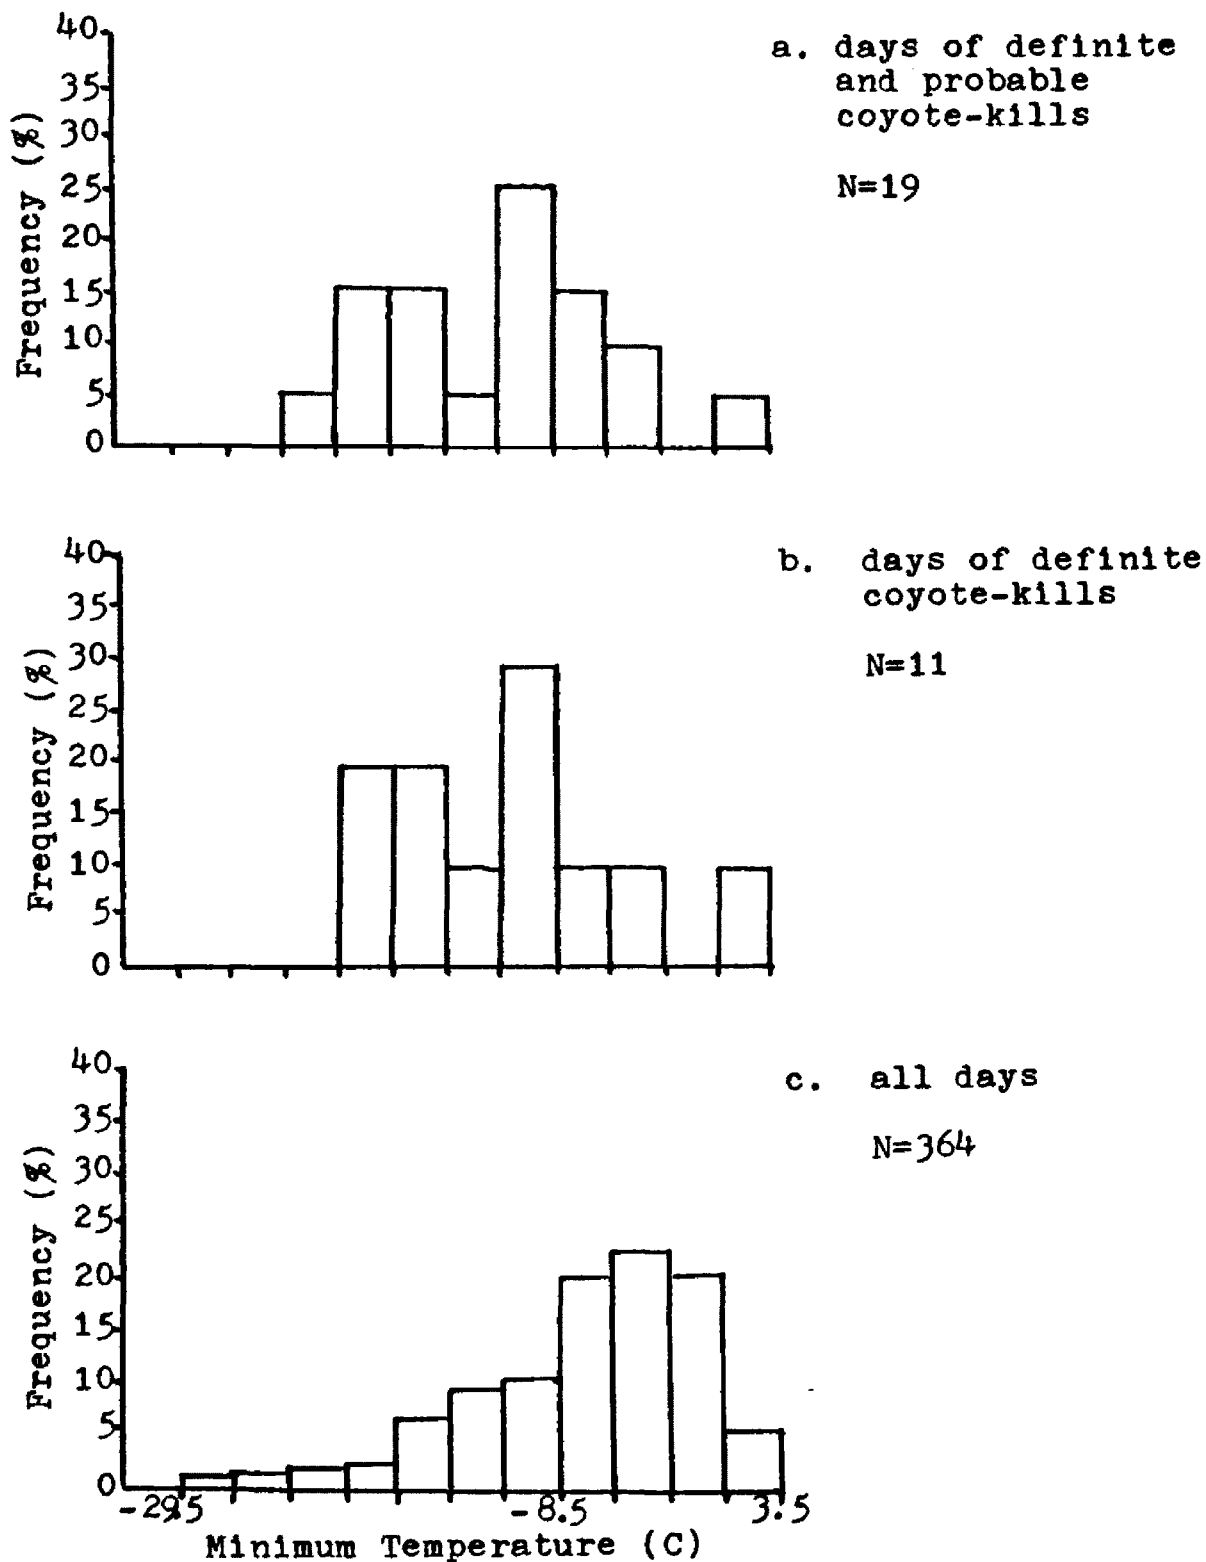 40
35
30
25
20
15
10
5
0
Frequency (%)
a. days of definite
and probable
coyote-kills
N=19
40
35
30
25
20
15
10
5
0
Frequency (%)
b. days of definite
coyote-kills
N=11
40
35
30
25
20
15
10
5
0
Frequency (%)
c. all days
N=364
-29.5 -8.5 3.5
Minimum Temperature (C)